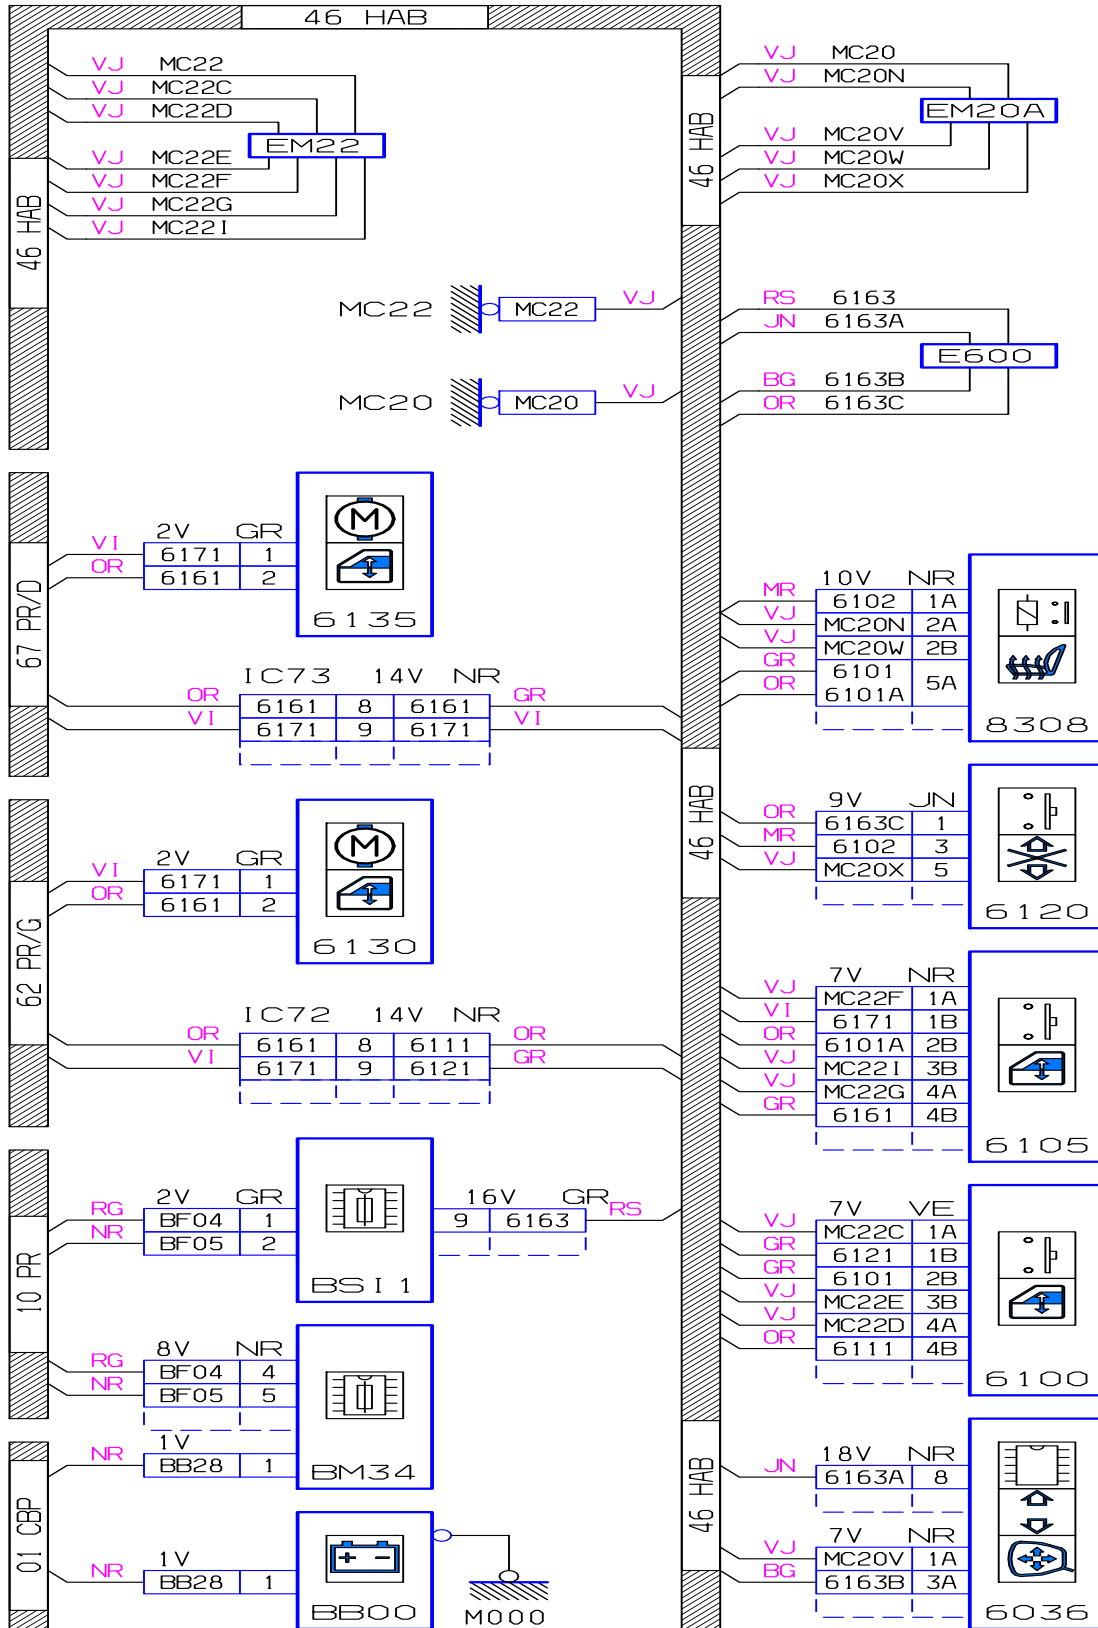 46 HAB
VJ MC22
VJ MC22C
VJ MC22D
EM22
VJ MC22E
VJ MC22F
VJ MC22G
VJ MC22I
46 HAB
VJ MC20
VJ MC20N
EM20A
VJ MC20V
VJ MC20W
VJ MC20X
46 HAB
MC22 MC22 VJ
MC20 MC20 VJ
RS 6163
JN 6163A
E600
BG 6163B
OR 6163C
67 PR/D
2V GR
VI 6171 1
OR 6161 2
M
6135
IC73 14V NR
OR 6161 8 6161 GR
VI 6171 9 6171 VI
62 PR/G
2V GR
VI 6171 1
OR 6161 2
M
6130
IC72 14V NR
OR 6161 8 6111 OR
VI 6171 9 6121 GR
10 PR
2V GR
RG BF04 1
NR BF05 2
BSI1
16V GR
9 6163 RS
8V NR
RG BF04 4
NR BF05 5
1V
NR BB28 1
BM34
01 CBP
1V
NR BB28 1
+ -
BB00
M000
10V NR
MR 6102 1A
VJ MC20N 2A
VJ MC20W 2B
GR 6101
OR 6101A 5A
8308
46 HAB
9V JN
OR 6163C 1
MR 6102 3
VJ MC20X 5
6120
7V NR
VJ MC22F 1A
VI 6171 1B
OR 6101A 2B
VJ MC22I 3B
VJ MC22G 4A
GR 6161 4B
6105
7V VE
VJ MC22C 1A
GR 6121 1B
GR 6101 2B
VJ MC22E 3B
VJ MC22D 4A
OR 6111 4B
6100
46 HAB
18V NR
JN 6163A 8
7V NR
VJ MC20V 1A
BG 6163B 3A
6036